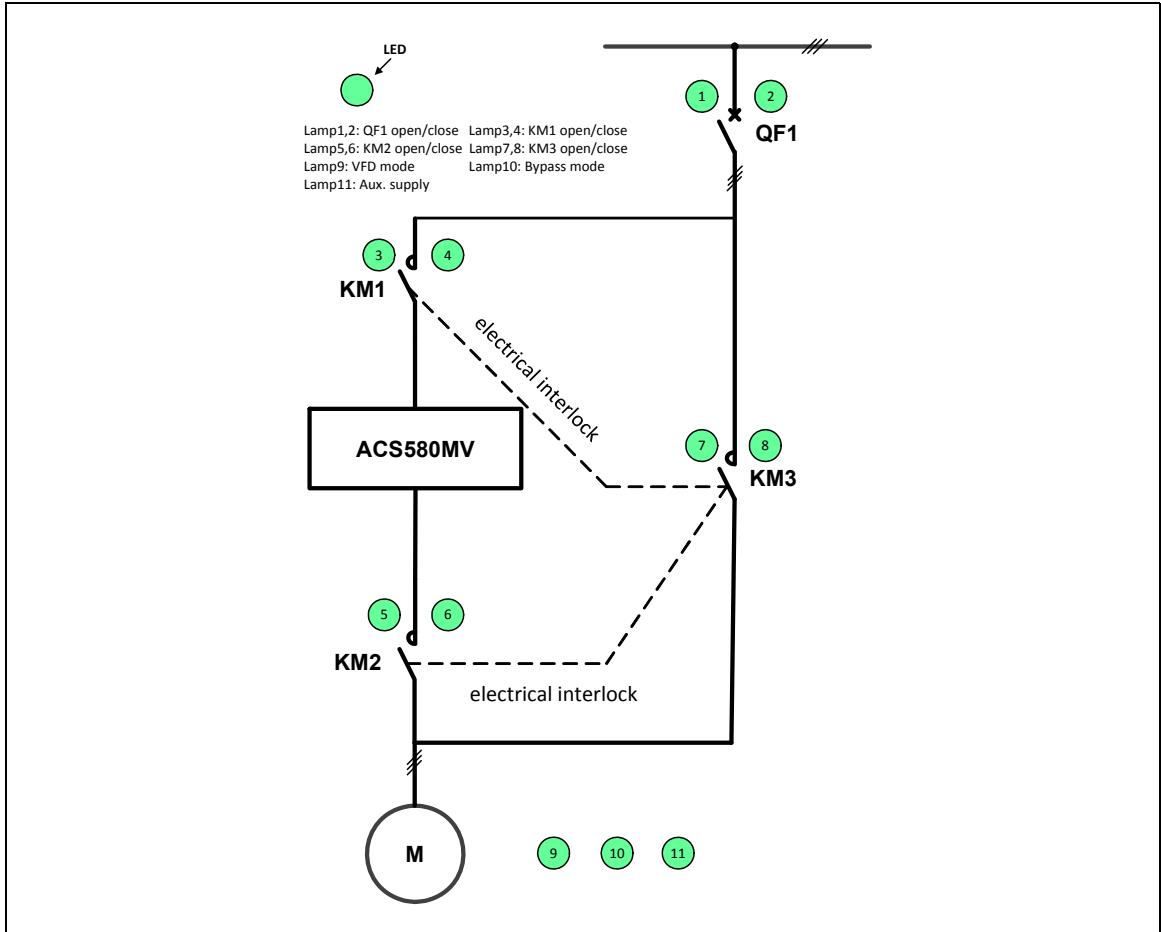 LED
1
2
QF1
Lamp1,2: QF1 open/close Lamp3,4: KM1 open/close
Lamp5,6: KM2 open/close Lamp7,8: KM3 open/close
Lamp9: VFD mode Lamp10: Bypass mode
Lamp11: Aux. supply
3
4
KM1
electrical interlock
ACS580MV
7
8
KM3
5
6
KM2
electrical interlock
M
9
10
11